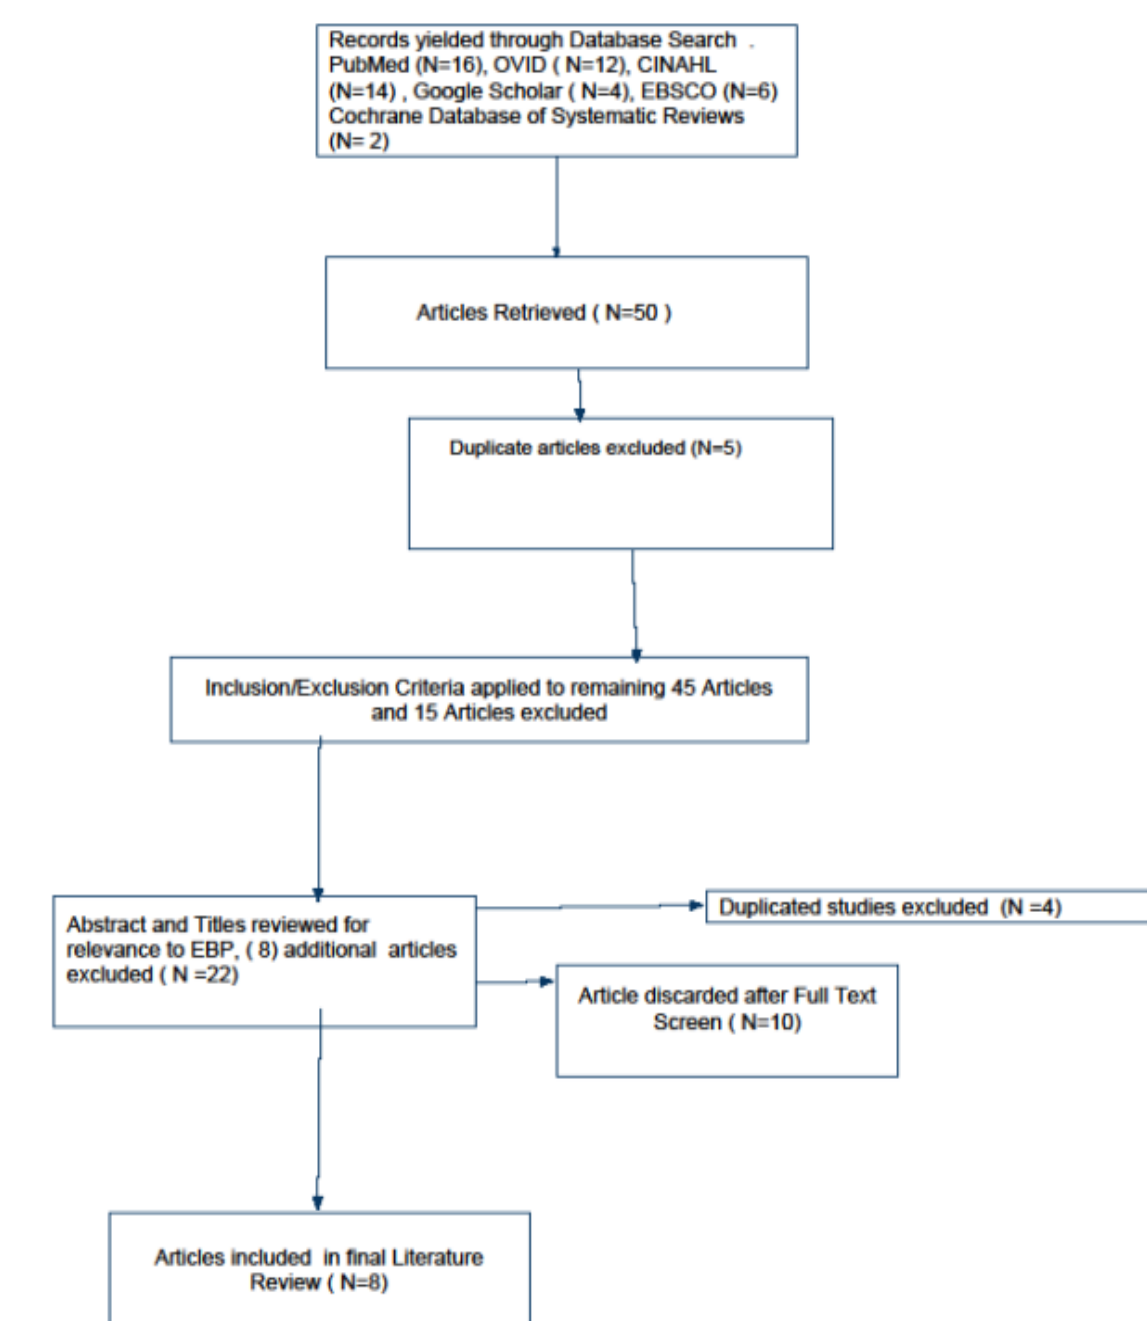 Records yielded through Database Search .
PubMed (N=16), OVID ( N=12), CINAHL
(N=14) , Google Scholar ( N=4), EBSCO (N=6)
Cochrane Database of Systematic Reviews
(N= 2)
Articles Retrieved ( N=50 )
Duplicate articles excluded (N=5)
Inclusion/Exclusion Criteria applied to remaining 45 Articles
and 15 Articles excluded
Abstract and Titles reviewed for
relevance to EBP, ( 8) additional articles
excluded ( N =22)
Duplicated studies excluded (N =4)
Article discarded after Full Text
Screen ( N=10)
Articles included in final Literature
Review ( N=8)